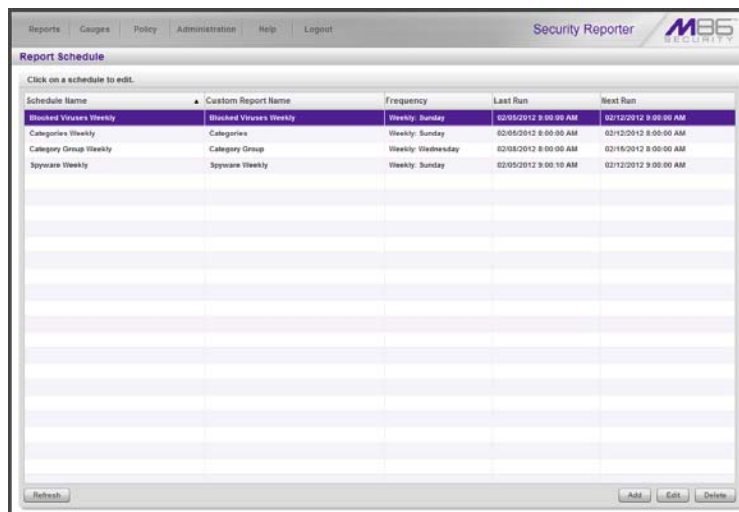 Reports Gauges Policy Administration Help Logout Security Reporter M86 SECURITY
Report Schedule
Click on a schedule to edit.
Schedule Name ▲ Custom Report Name Frequency Last Run Next Run
Blocked Viruses Weekly Blocked Viruses Weekly Weekly: Sunday 02/05/2012 9:00:00 AM 02/12/2012 9:00:00 AM
Categories Weekly Categories Weekly: Sunday 02/05/2012 8:00:00 AM 02/12/2012 8:00:00 AM
Category Group Weekly Category Group Weekly: Wednesday 02/08/2012 8:00:00 AM 02/15/2012 8:00:00 AM
Spyware Weekly Spyware Weekly Weekly: Sunday 02/05/2012 9:00:10 AM 02/12/2012 9:00:00 AM
Refresh Add Edit Delete